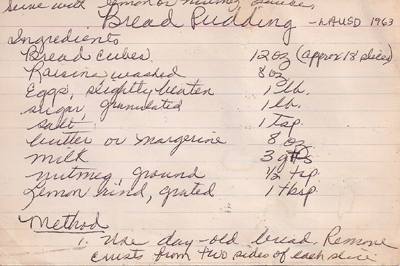 Serve with lemon or nutmeg sauce.
Bread Pudding - LAUSD 1963
Ingredients
Bread cubes 12 oz (approx 13 slices)
Raisins washed 8 oz
Eggs, slightly beaten 1 lb.
sugar, granulated 1 lb.
salt 1 tsp.
butter or margerine 8 oz
milk 3 qts
nutmeg, ground 1/2 tsp.
Lemon rind, grated 1 tbsp.
Method
1. Use day-old bread. Remove
crusts from two sides of each slice